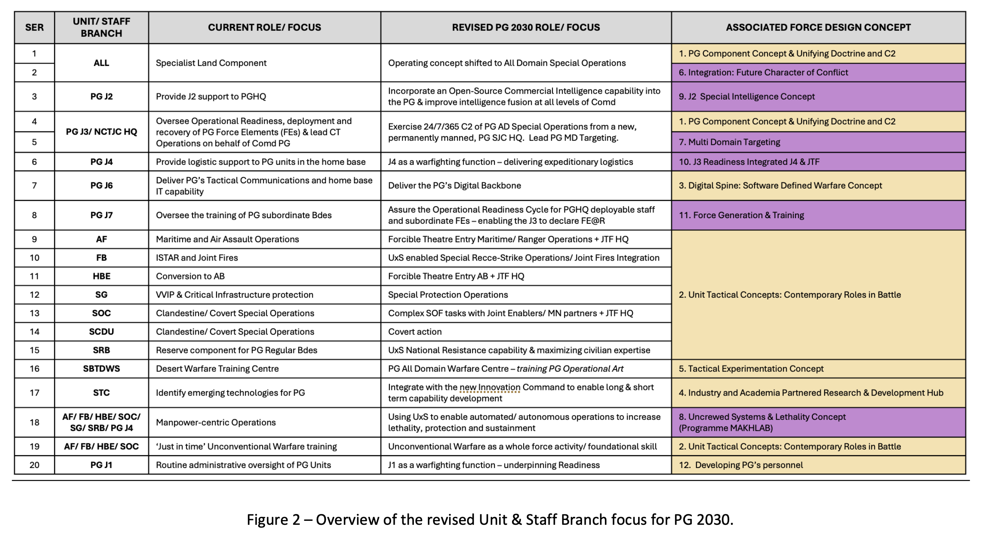 SER
UNIT/ STAFF
BRANCH
CURRENT ROLE/ FOCUS
REVISED PG 2030 ROLE/ FOCUS
ASSOCIATED FORCE DESIGN CONCEPT
1
2
ALL
Specialist Land Component
Operating concept shifted to All Domain Special Operations
1. PG Component Concept & Unifying Doctrine and C2
6. Integration: Future Character of Conflict
3
PG J2
Provide J2 support to PGHQ
Incorporate an Open-Source Commercial Intelligence capability into
the PG & improve intelligence fusion at all levels of Comd
9. J2  Special Intelligence Concept
4
5
PG J3/ NCTJC HQ
Oversee Operational Readiness, deployment and
recovery of PG Force Elements (FEs) & lead CT
Operations on behalf of Comd PG
Exercise 24/7/365 C2 of PG AD Special Operations from a new,
permanently manned, PG SJC HQ.  Lead PG MD Targeting.
1. PG Component Concept & Unifying Doctrine and C2
7. Multi Domain Targeting
6
PG J4
Provide logistic support to PG units in the home base
J4 as a warfighting function – delivering expeditionary logistics
10. J3 Readiness Integrated J4 & JTF
7
PG J6
Deliver PG’s Tactical Communications and home base
IT capability
Deliver the PG’s Digital Backbone
3. Digital Spine: Software Defined Warfare Concept
8
PG J7
Oversee the training of PG subordinate Bdes
Assure the Operational Readiness Cycle for PGHQ deployable staff
and subordinate FEs – enabling the J3 to declare FE@R
11. Force Generation & Training
9
AF
Maritime and Air Assault Operations
Forcible Theatre Entry Maritime/ Ranger Operations + JTF HQ
10
FB
ISTAR and Joint Fires
UxS enabled Special Recce-Strike Operations/ Joint Fires Integration
11
HBE
Conversion to AB
Forcible Theatre Entry AB + JTF HQ
12
SG
VVIP & Critical Infrastructure protection
Special Protection Operations
2. Unit Tactical Concepts: Contemporary Roles in Battle
13
SOC
Clandestine/ Covert Special Operations
Complex SOF tasks with Joint Enablers/ MN partners + JTF HQ
14
SCDU
Clandestine/ Covert Special Operations
Covert action
15
SRB
Reserve component for PG Regular Bdes
UxS National Resistance capability & maximizing civilian expertise
16
SBTDWS
Desert Warfare Training Centre
PG All Domain Warfare Centre – training PG Operational Art
5. Tactical Experimentation Concept
17
STC
Identify emerging technologies for PG
Integrate with the new Innovation Command to enable long & short
term capability development
4. Industry and Academia Partnered Research & Development Hub
18
AF/ FB/ HBE/ SOC/
SG/ SRB/ PG J4
Manpower-centric Operations
Using UxS to enable automated/ autonomous operations to increase
lethality, protection and sustainment
8. Uncrewed Systems & Lethality Concept
(Programme MAKHLAB)
19
AF/ FB/ HBE/ SOC
‘Just in time’ Unconventional Warfare training
Unconventional Warfare as a whole force activity/ foundational skill
2. Unit Tactical Concepts: Contemporary Roles in Battle
20
PG J1
Routine administrative oversight of PG Units
J1 as a warfighting function – underpinning Readiness
12.  Developing PG’s personnel
Figure 2 – Overview of the revised Unit & Staff Branch focus for PG 2030.